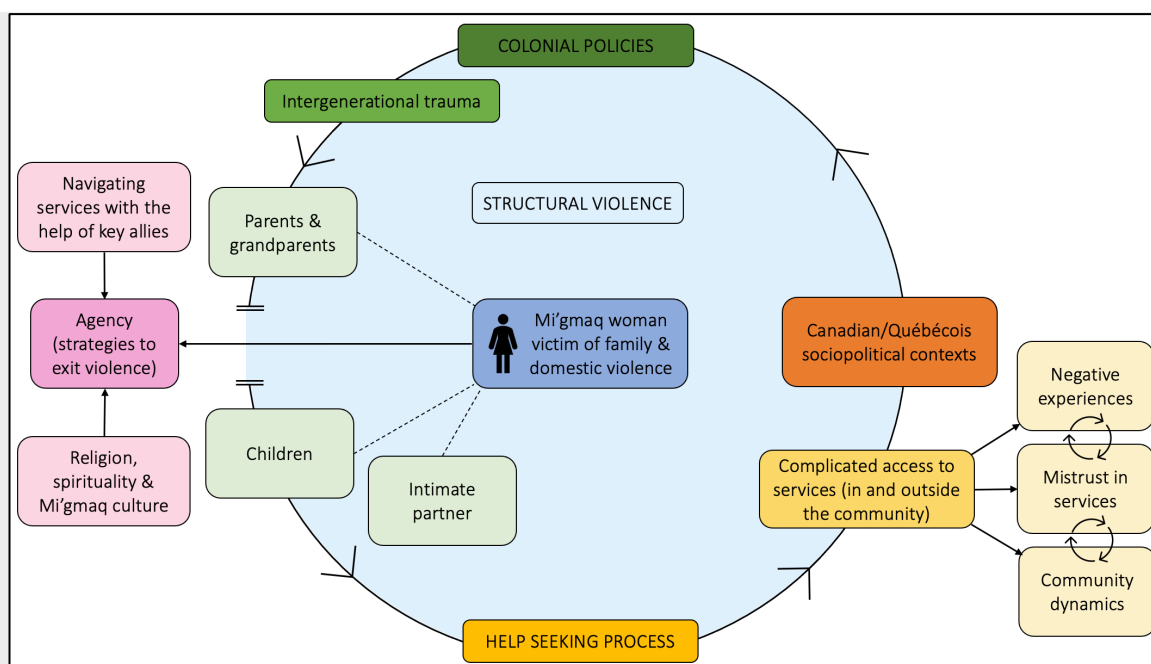 COLONIAL POLICIES
Intergenerational trauma
Navigating
services with the
help of key allies
Parents &
grandparents
STRUCTURAL VIOLENCE
Agency
(strategies to
exit violence)
Mi'gmaq woman
victim of family &
domestic violence
Canadian/Québécois
sociopolitical contexts
Negative
experiences
Religion,
spirituality &
Mi'gmaq culture
Children
Intimate
partner
Complicated access to
services (in and outside
the community)
Mistrust in
services
Community
dynamics
HELP SEEKING PROCESS